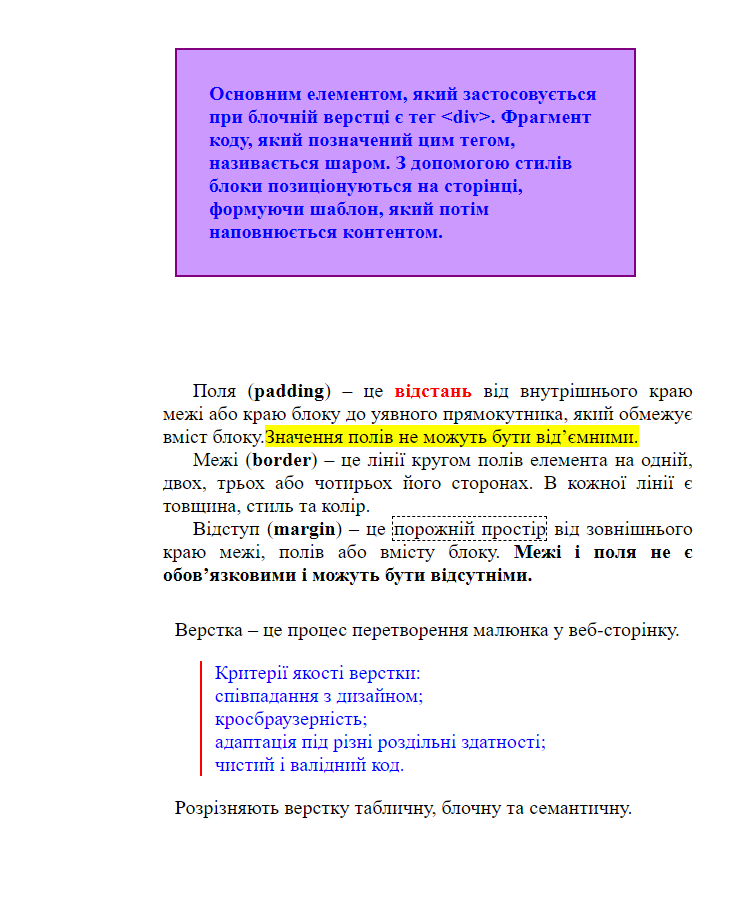 Основним елементом, який застосовується
при блочній верстці є тег <div>. Фрагмент
коду, який позначений цим тегом,
називається шаром. З допомогою стилів
блоки позиціонуються на сторінці,
формуючи шаблон, який потім
наповнюється контентом.
Поля (padding) – це відстань від внутрішнього краю
межі або краю блоку до уявного прямокутника, який обмежує
вміст блоку.Значення полів не можуть бути від’ємними.
Межі (border) – це лінії кругом полів елемента на одній,
двох, трьох або чотирьох його сторонах. В кожної лінії є
товщина, стиль та колір.
Відступ (margin) – це порожній простір від зовнішнього
краю межі, полів або вмісту блоку. Межі і поля не є
обов’язковими і можуть бути відсутніми.
Верстка – це процес перетворення малюнка у веб-сторінку.
Критерії якості верстки:
співпадання з дизайном;
кросбраузерність;
адаптація під різні роздільні здатності;
чистий і валідний код.
Розрізняють верстку табличну, блочну та семантичну.